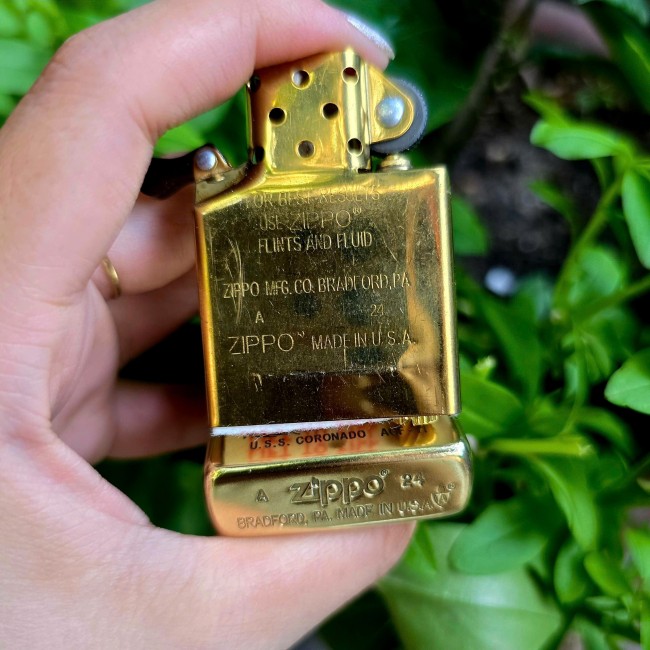 FOR BEST RESULTS
USE ZIPPO®
FLINTS AND FLUID
ZIPPO MFG. CO. BRADFORD, PA
A 24
ZIPPO™ MADE IN U.S.A.
U.S.S. CORONADO
A zippo 24
BRADFORD, PA. MADE IN U.S.A.